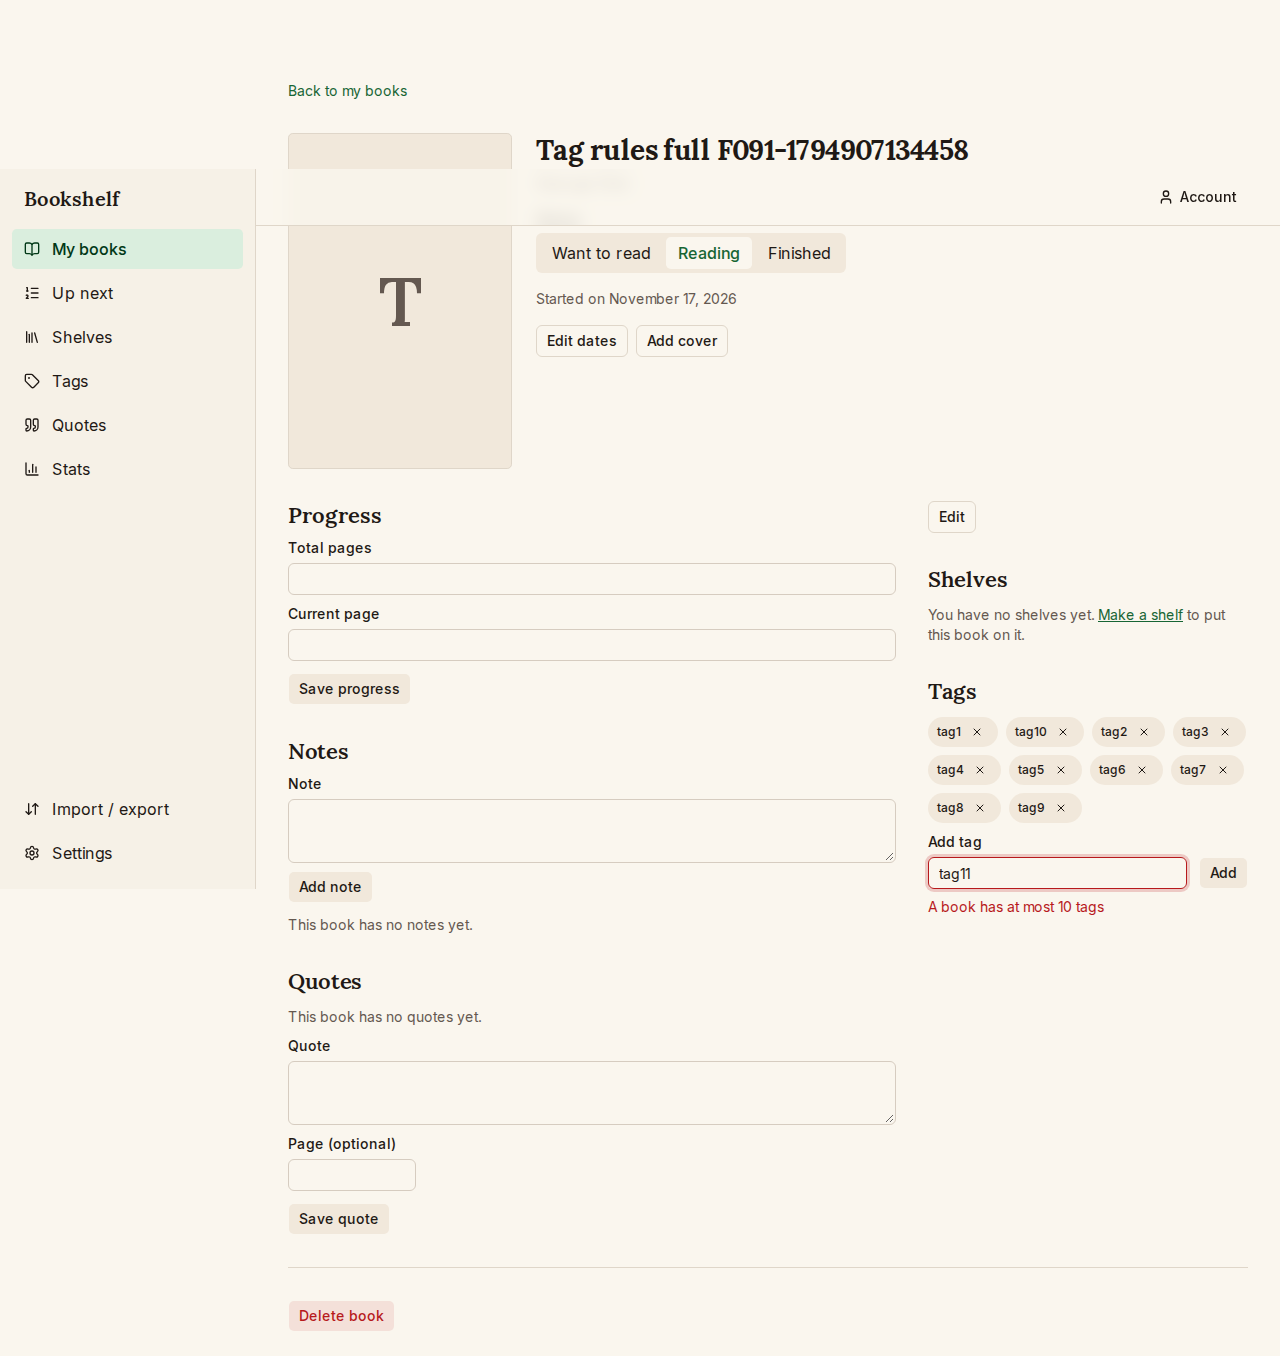 Back to my books
Tag rules full F091-1794907134458
Bookshelf
Account
My books
Up next
Shelves
Tags
Quotes
Stats
Import / export
Settings
T
Want to read Reading Finished
Started on November 17, 2026
Edit dates Add cover
Progress
Total pages
Current page
Save progress
Notes
Note
Add note
This book has no notes yet.
Quotes
This book has no quotes yet.
Quote
Page (optional)
Save quote
Delete book
Edit
Shelves
You have no shelves yet. Make a shelf to put
this book on it.
Tags
tag1 tag10 tag2 tag3
tag4 tag5 tag6 tag7
tag8 tag9
Add tag
tag11 Add
A book has at most 10 tags